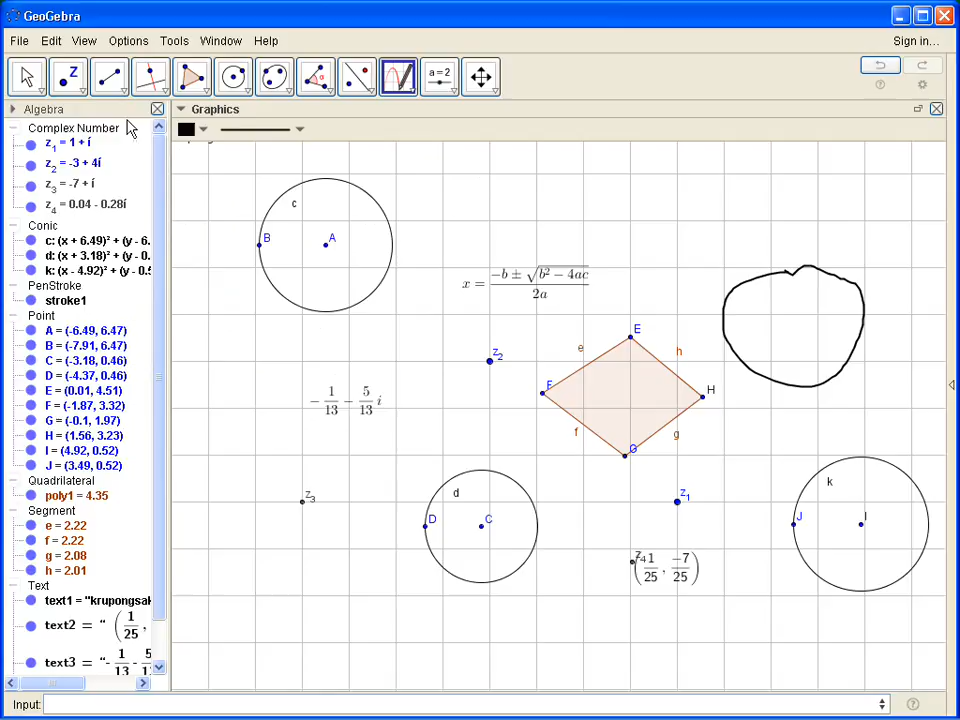 GeoGebra
File Edit View Options Tools Window Help Sign in...
Z
α
a = 2
Algebra
Graphics
Complex Number
z₁ = 1 + í
z₂ = -3 + 4í
z₃ = -7 + í
z₄ = 0.04 - 0.28í
Conic
c: (x + 6.49)² + (y - 6.
d: (x + 3.18)² + (y - 0.4
k: (x - 4.92)² + (y - 0.5
PenStroke
stroke1
Point
A = (-6.49, 6.47)
B = (-7.91, 6.47)
C = (-3.18, 0.46)
D = (-4.37, 0.46)
E = (0.01, 4.51)
F = (-1.87, 3.32)
G = (-0.1, 1.97)
H = (1.56, 3.23)
I = (4.92, 0.52)
J = (3.49, 0.52)
Quadrilateral
poly1 = 4.35
Segment
e = 2.22
f = 2.22
g = 2.08
h = 2.01
Text
text1 = "krupongsak
text2 = “ (1/25 ,
text3 = “- 1/13 - 5/13
c
B A
x = (-b ± √(b² - 4ac))/(2a)
E
e h
z₂
F H
- 1/13 - 5/13 i
f g
G
k
d
z₃ z₁
D C
J I
z₄
(1/25 , -7/25)
Input: